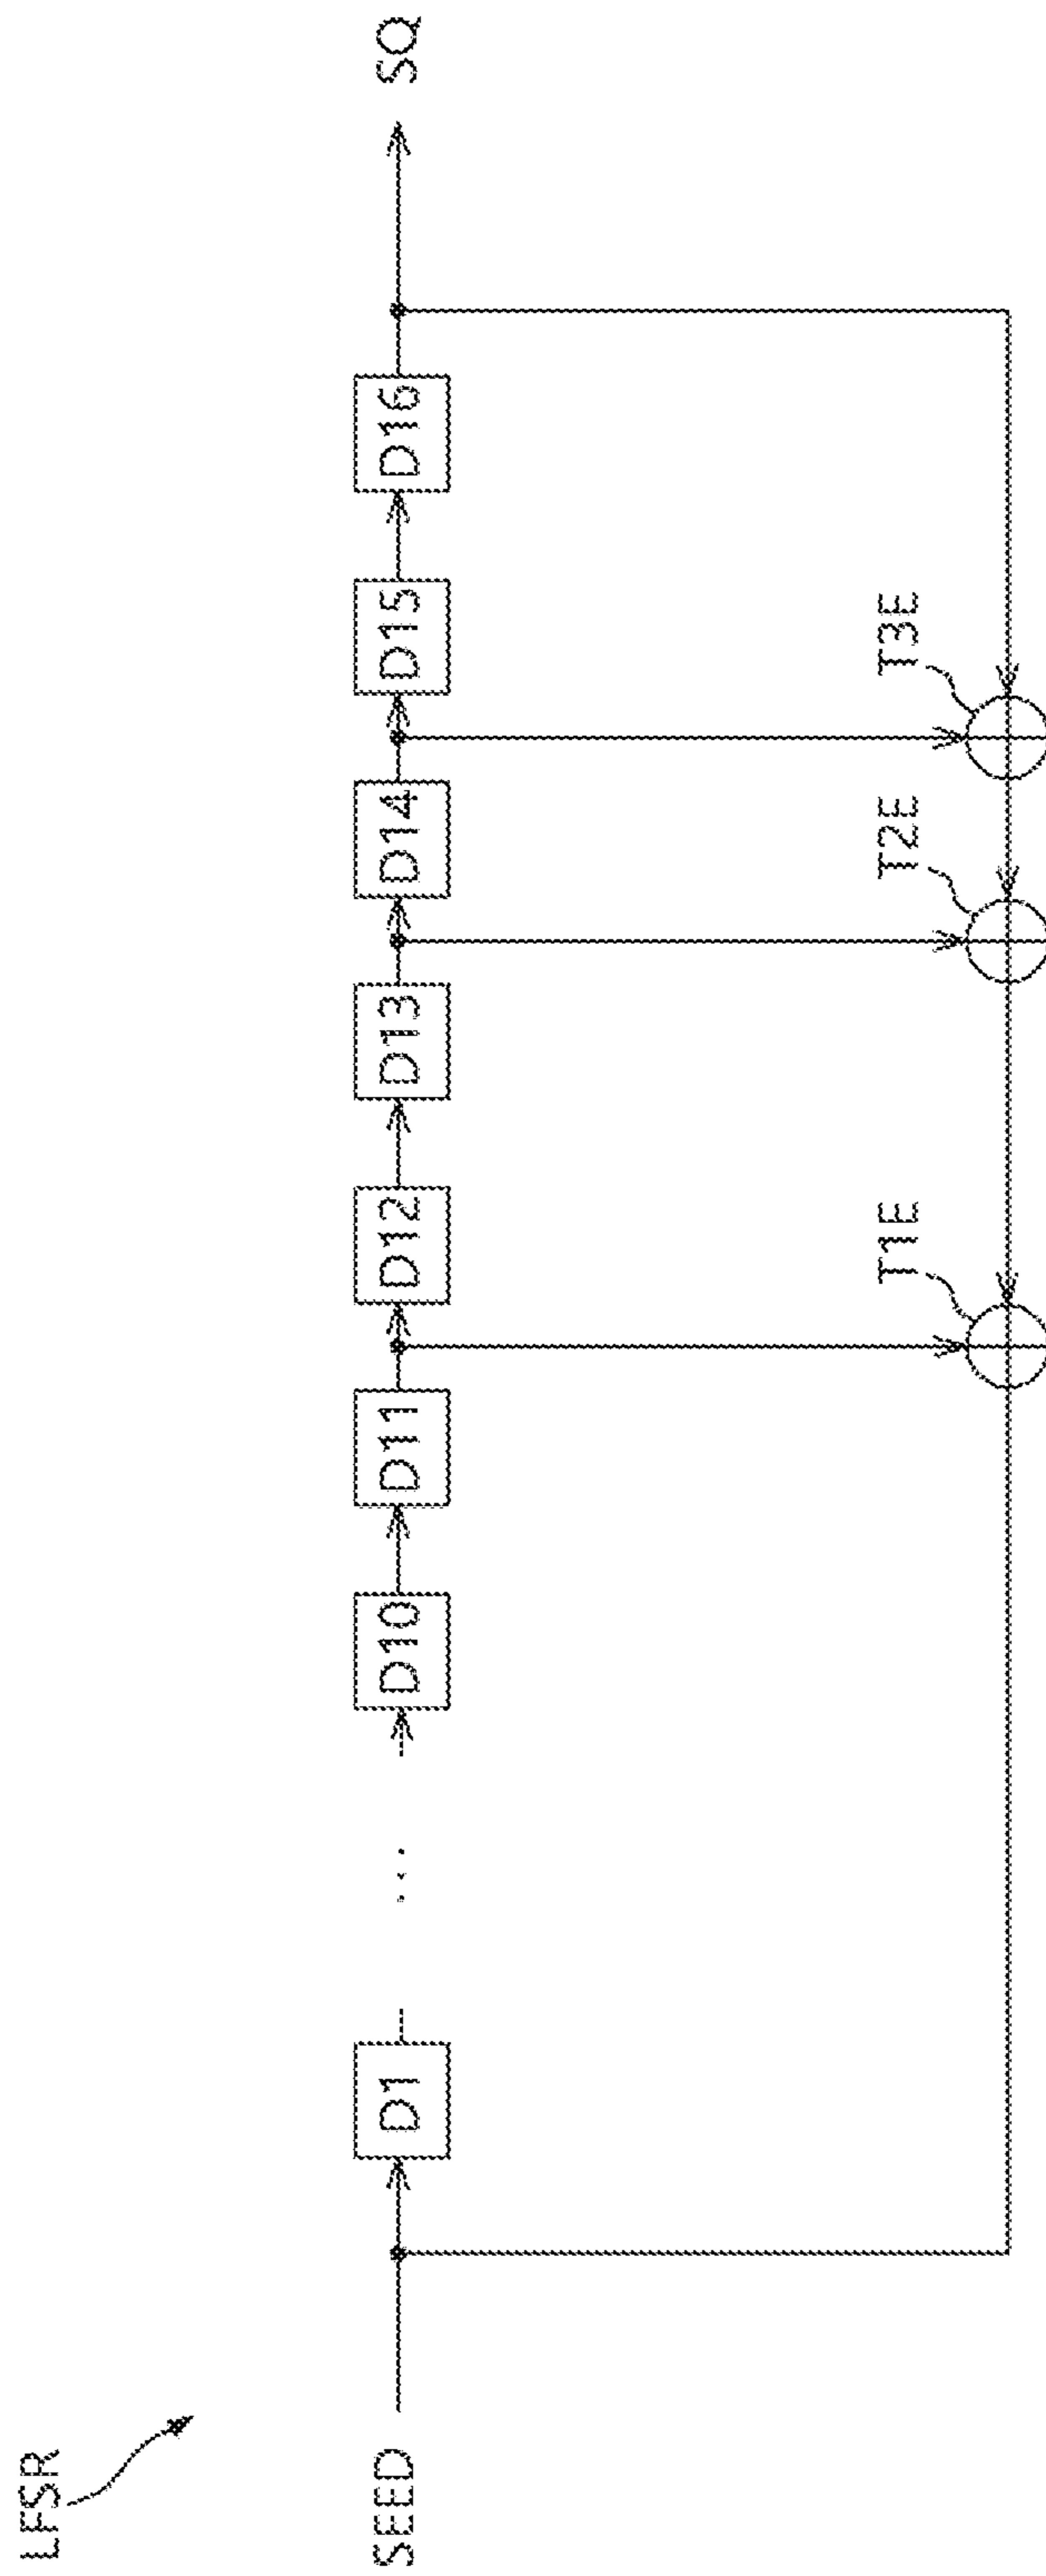 LFSR
SEED
D1
...
D10
D11
D12
D13
D14
D15
D16
SQ
T1E
T2E
T3E